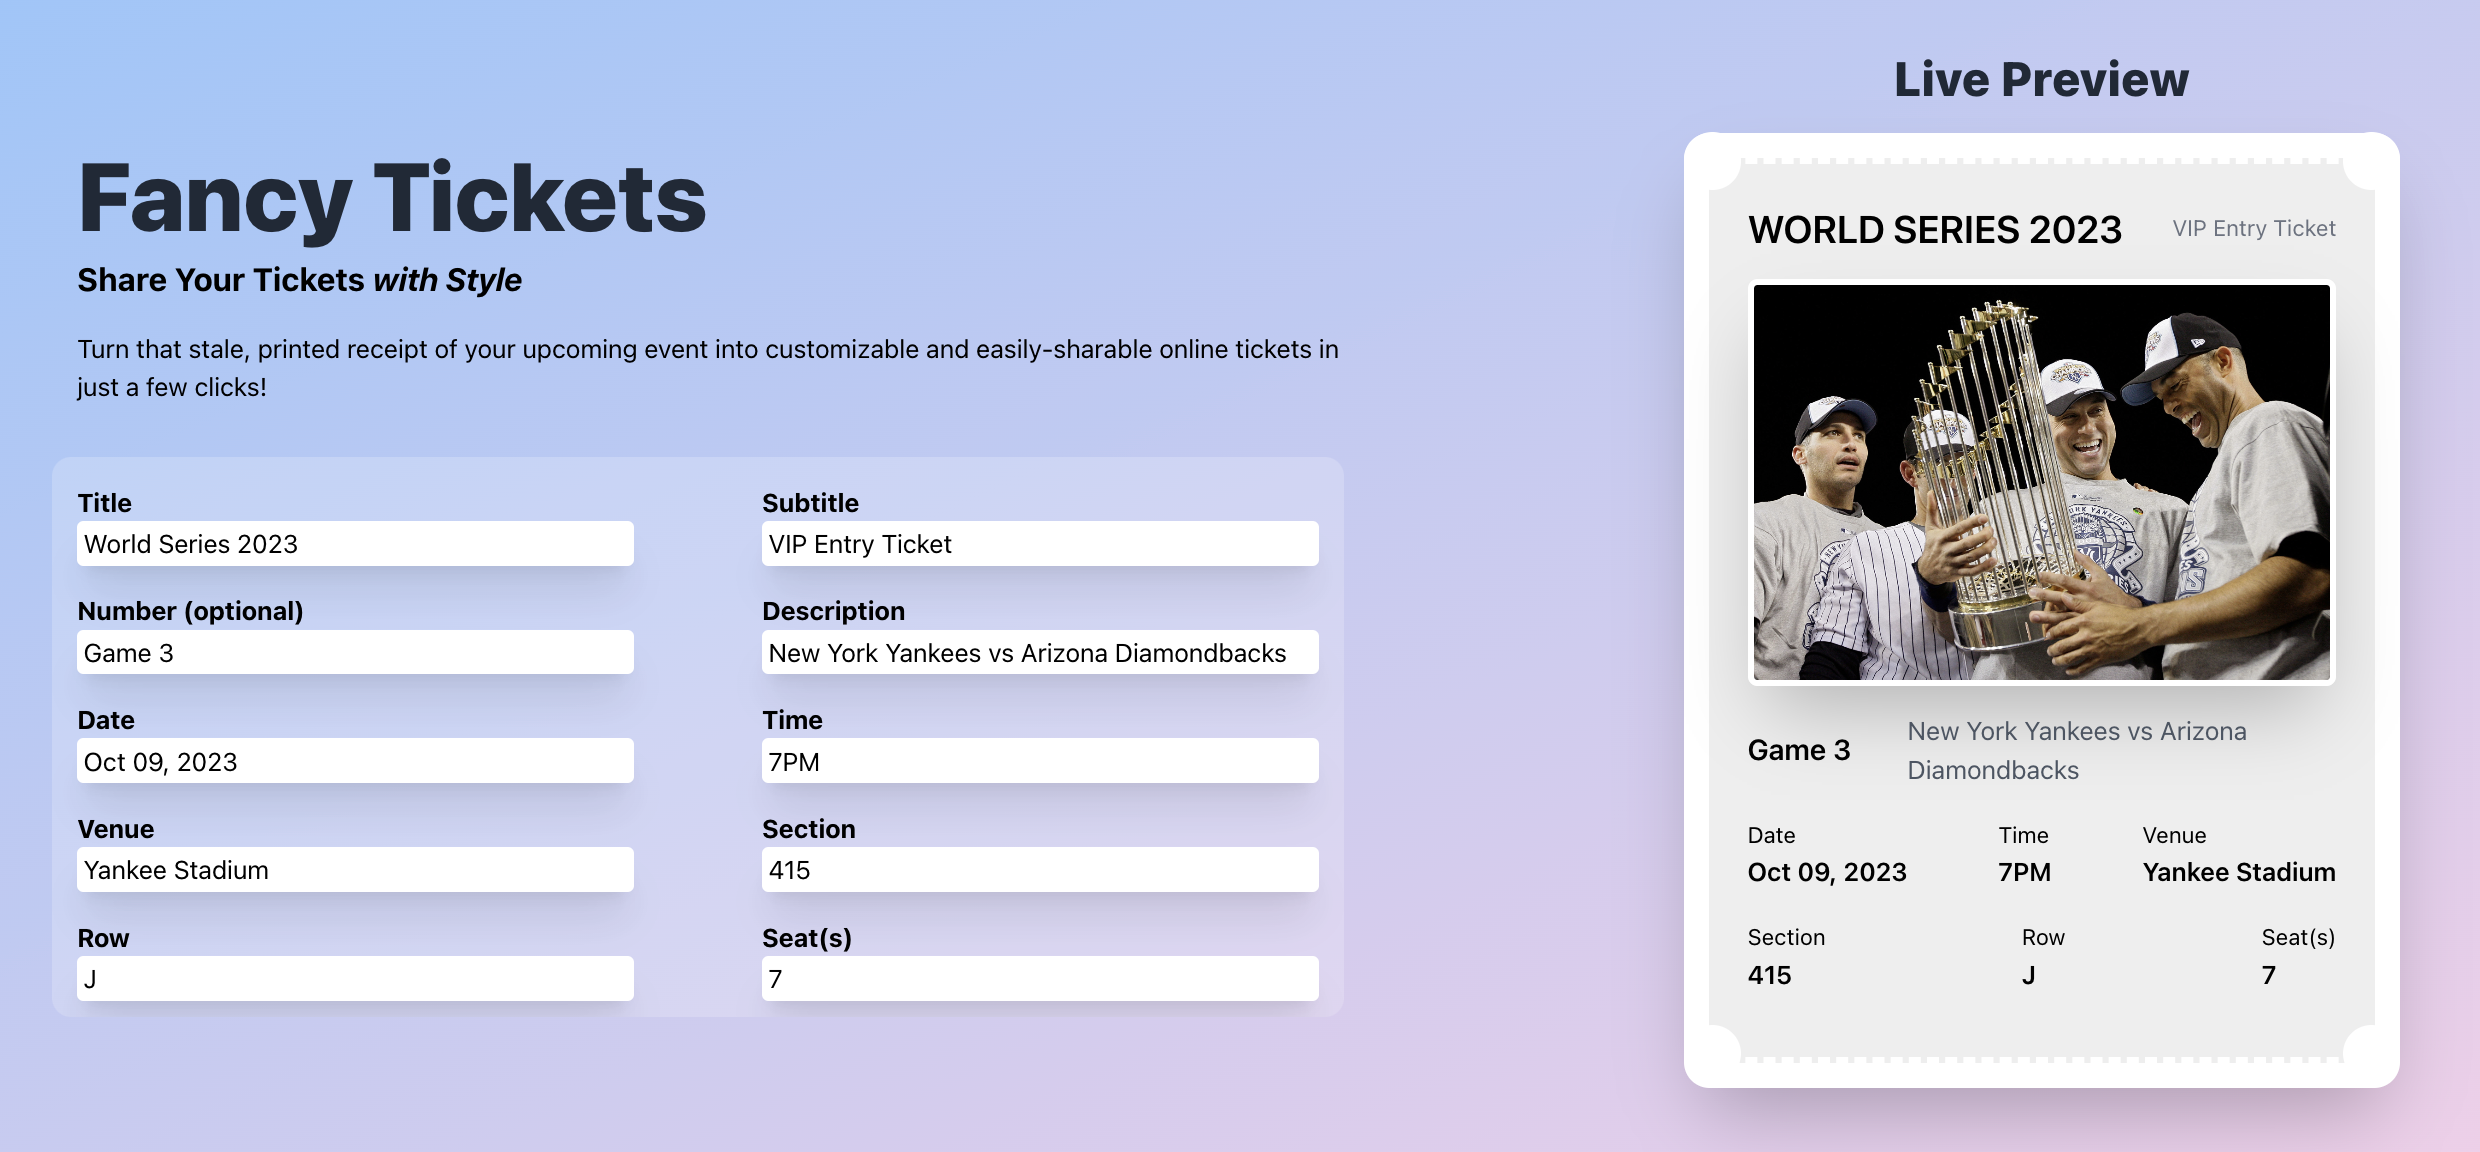 Fancy Tickets
Share Your Tickets with Style
Turn that stale, printed receipt of your upcoming event into customizable and easily-sharable online tickets in
just a few clicks!
Title
World Series 2023
Subtitle
VIP Entry Ticket
Number (optional)
Game 3
Description
New York Yankees vs Arizona Diamondbacks
Date
Oct 09, 2023
Time
7PM
Venue
Yankee Stadium
Section
415
Row
J
Seat(s)
7
Live Preview
WORLD SERIES 2023
VIP Entry Ticket
Game 3
New York Yankees vs Arizona
Diamondbacks
Date
Oct 09, 2023
Time
7PM
Venue
Yankee Stadium
Section
415
Row
J
Seat(s)
7